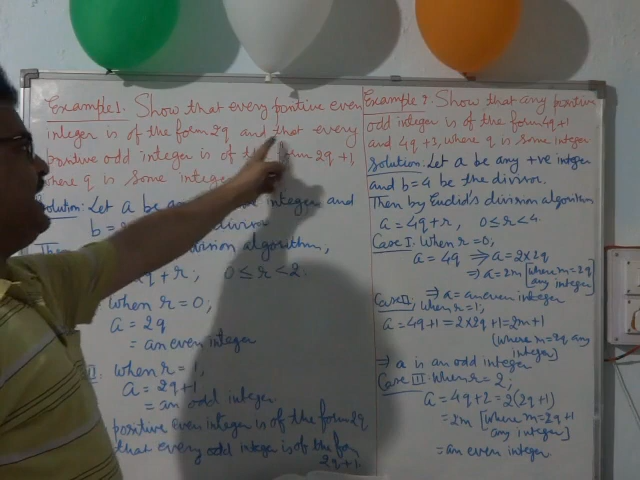 Example 1. Show that every positive even
integer is of the form 2q and that every
positive odd integer is of the form 2q + 1,
where q is some integer
Solution: Let a be any +ve integer and
b =
Then division algorithm,
q + r ; 0 ≤ r < 2.
when r = 0,
a = 2q
= an even integer
II. when r = 1,
a = 2q+1
= an odd integer.
positive even integer is of the form 2q
that every odd integer is of the form
2q+1.
Example 2. Show that any positive
odd integer is of the form 4q+1
and 4q+3, where q is some integer
Solution: Let a be any +ve integer
and b=4 be the divisor.
Then by Euclid's division algorithm
a = 4q+r, 0≤r<4.
Case I: When r=0,
a = 4q ⇒ a = 2×2q
⇒ a = 2m [where m=2q
any integer]
⇒ a = an even integer
Case II: When r=1,
a = 4q+1 = 2×2q+1 = 2m+1
[where m=2q, any
integer]
⇒ a is an odd integer
Case III: When r = 2,
a = 4q+2 = 2(2q+1)
= 2m [where m=2q+1
any integer]
= an even integer.